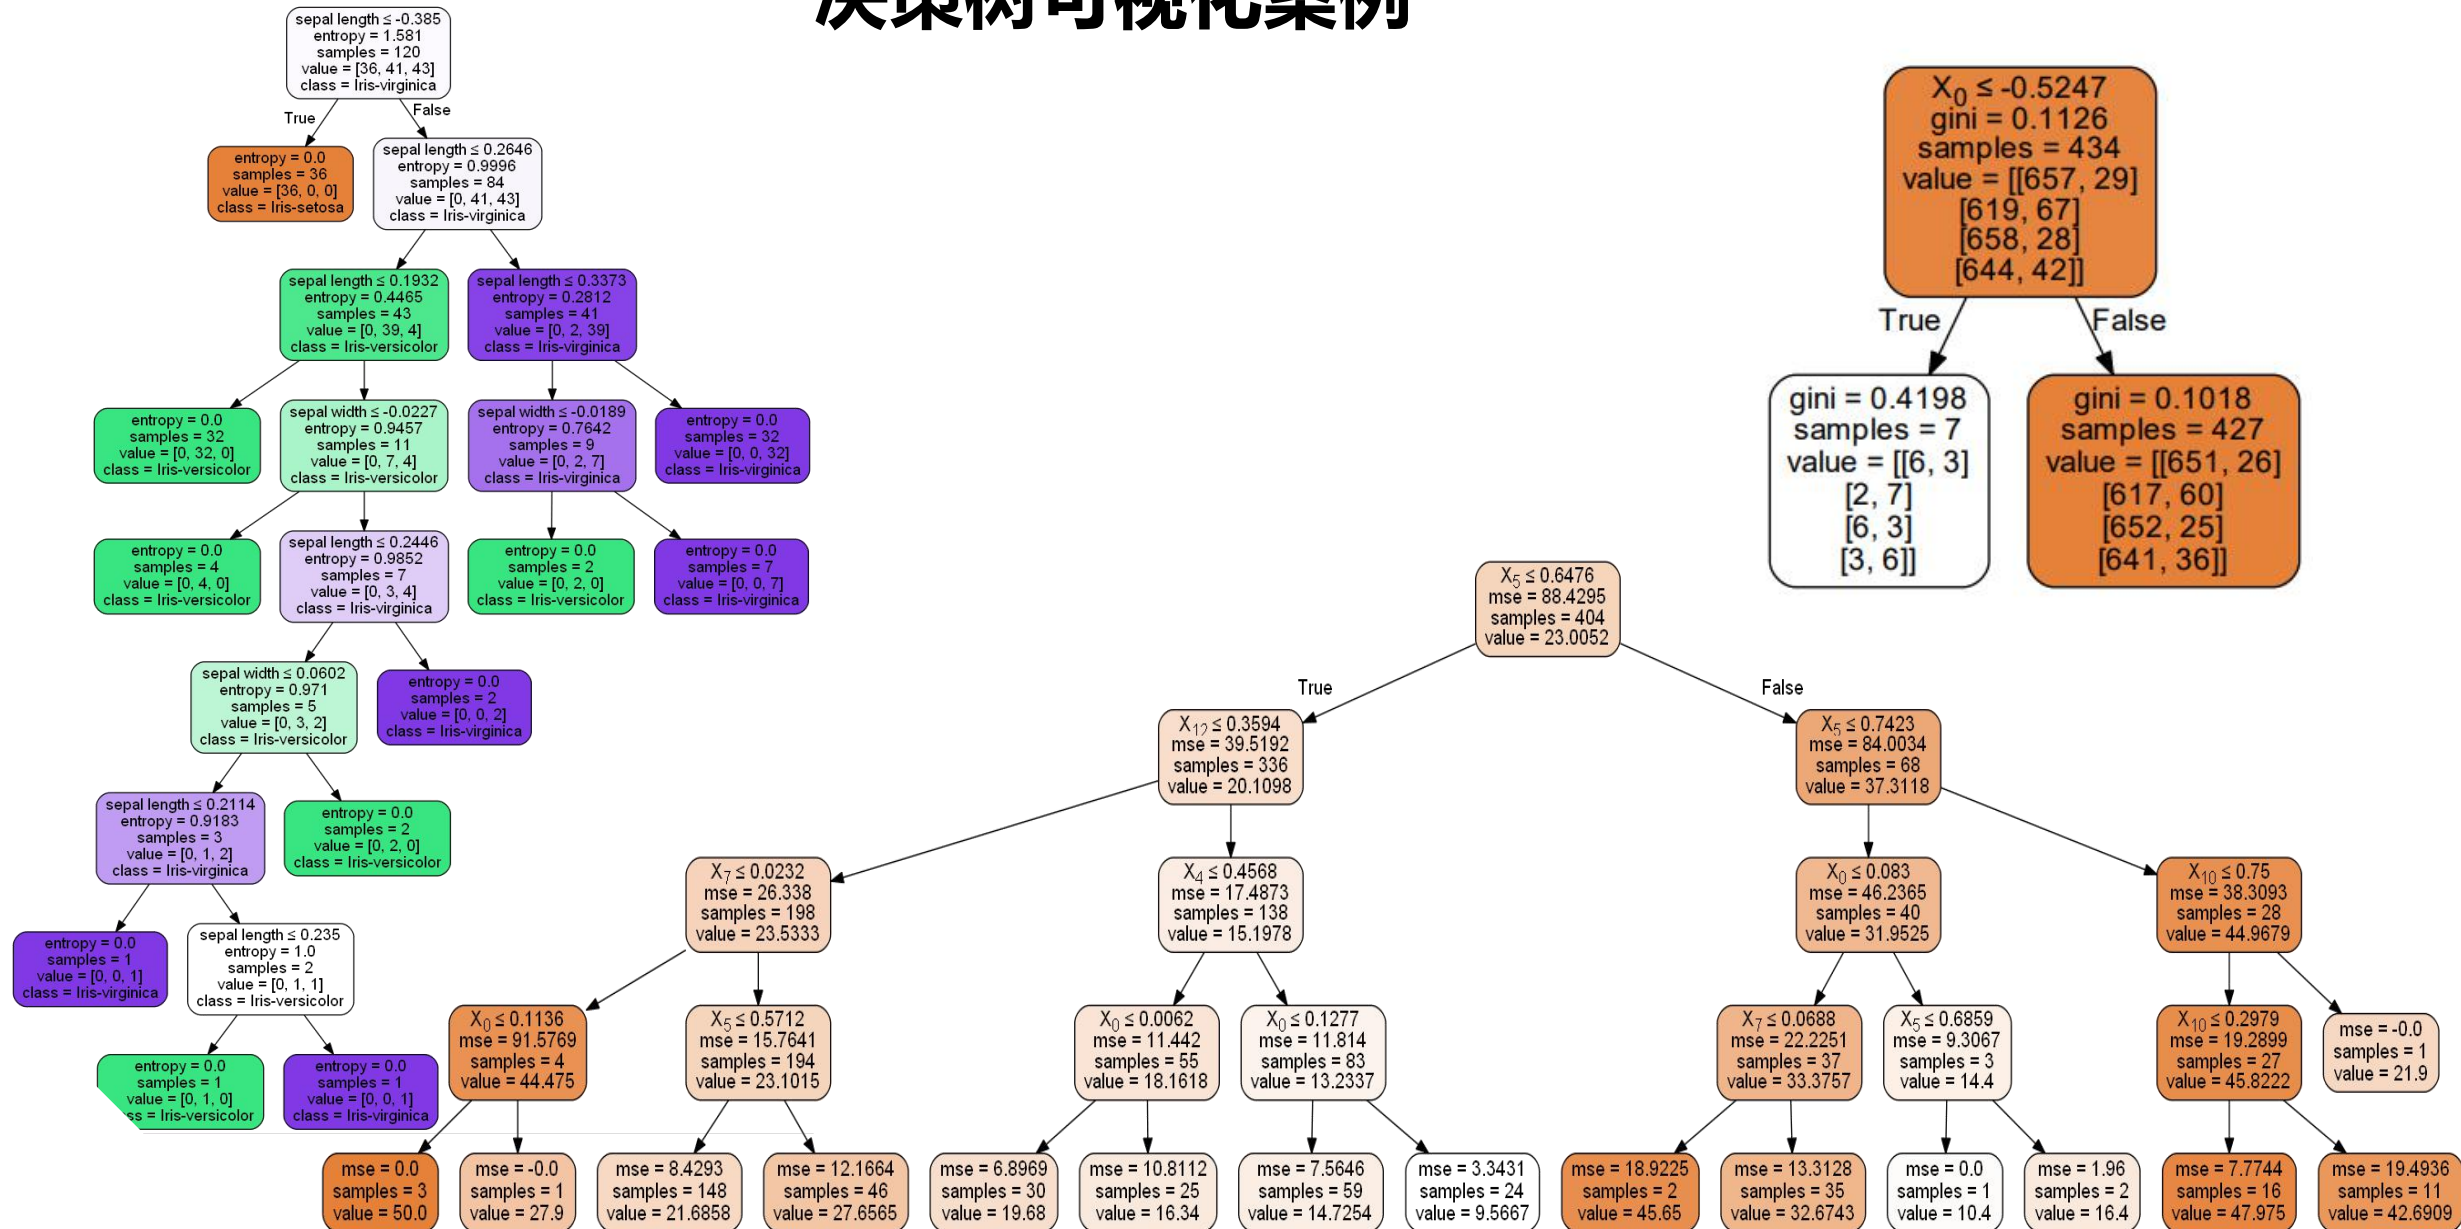 决策树可视化案例
sepal length ≤ -0.385
entropy = 1.581
samples = 120
value = [36, 41, 43]
class = Iris-virginica
True
False
entropy = 0.0
samples = 36
value = [36, 0, 0]
class = Iris-setosa
sepal length ≤ 0.2646
entropy = 0.9996
samples = 84
value = [0, 41, 43]
class = Iris-virginica
sepal length ≤ 0.1932
entropy = 0.4465
samples = 43
value = [0, 39, 4]
class = Iris-versicolor
sepal length ≤ 0.3373
entropy = 0.2812
samples = 41
value = [0, 2, 39]
class = Iris-virginica
entropy = 0.0
samples = 32
value = [0, 32, 0]
class = Iris-versicolor
sepal width ≤ -0.0227
entropy = 0.9457
samples = 11
value = [0, 7, 4]
class = Iris-versicolor
sepal width ≤ -0.0189
entropy = 0.7642
samples = 9
value = [0, 2, 7]
class = Iris-virginica
entropy = 0.0
samples = 32
value = [0, 0, 32]
class = Iris-virginica
entropy = 0.0
samples = 4
value = [0, 4, 0]
class = Iris-versicolor
sepal length ≤ 0.2446
entropy = 0.9852
samples = 7
value = [0, 3, 4]
class = Iris-virginica
entropy = 0.0
samples = 2
value = [0, 2, 0]
class = Iris-versicolor
entropy = 0.0
samples = 7
value = [0, 0, 7]
class = Iris-virginica
sepal width ≤ 0.0602
entropy = 0.971
samples = 5
value = [0, 3, 2]
class = Iris-versicolor
entropy = 0.0
samples = 2
value = [0, 0, 2]
class = Iris-virginica
sepal length ≤ 0.2114
entropy = 0.9183
samples = 3
value = [0, 1, 2]
class = Iris-virginica
entropy = 0.0
samples = 2
value = [0, 2, 0]
class = Iris-versicolor
entropy = 0.0
samples = 1
value = [0, 0, 1]
class = Iris-virginica
sepal length ≤ 0.235
entropy = 1.0
samples = 2
value = [0, 1, 1]
class = Iris-versicolor
entropy = 0.0
samples = 1
value = [0, 1, 0]
ss = Iris-versicolor
entropy = 0.0
samples = 1
value = [0, 0, 1]
class = Iris-virginica
X0 ≤ -0.5247
gini = 0.1126
samples = 434
value = [[657, 29]
[619, 67]
[658, 28]
[644, 42]]
True
False
gini = 0.4198
samples = 7
value = [[6, 3]
[2, 7]
[6, 3]
[3, 6]]
gini = 0.1018
samples = 427
value = [[651, 26]
[617, 60]
[652, 25]
[641, 36]]
X5 ≤ 0.6476
mse = 88.4295
samples = 404
value = 23.0052
True
False
X12 ≤ 0.3594
mse = 39.5192
samples = 336
value = 20.1098
X5 ≤ 0.7423
mse = 84.0034
samples = 68
value = 37.3118
X7 ≤ 0.0232
mse = 26.338
samples = 198
value = 23.5333
X4 ≤ 0.4568
mse = 17.4873
samples = 138
value = 15.1978
X0 ≤ 0.083
mse = 46.2365
samples = 40
value = 31.9525
X10 ≤ 0.75
mse = 38.3093
samples = 28
value = 44.9679
X0 ≤ 0.1136
mse = 91.5769
samples = 4
value = 44.475
X5 ≤ 0.5712
mse = 15.7641
samples = 194
value = 23.1015
X0 ≤ 0.0062
mse = 11.442
samples = 55
value = 18.1618
X0 ≤ 0.1277
mse = 11.814
samples = 83
value = 13.2337
X7 ≤ 0.0688
mse = 22.2251
samples = 37
value = 33.3757
X5 ≤ 0.6859
mse = 9.3067
samples = 3
value = 14.4
X10 ≤ 0.2979
mse = 19.2899
samples = 27
value = 45.8222
mse = -0.0
samples = 1
value = 21.9
mse = 0.0
samples = 3
value = 50.0
mse = -0.0
samples = 1
value = 27.9
mse = 8.4293
samples = 148
value = 21.6858
mse = 12.1664
samples = 46
value = 27.6565
mse = 6.8969
samples = 30
value = 19.68
mse = 10.8112
samples = 25
value = 16.34
mse = 7.5646
samples = 59
value = 14.7254
mse = 3.3431
samples = 24
value = 9.5667
mse = 18.9225
samples = 2
value = 45.65
mse = 13.3128
samples = 35
value = 32.6743
mse = 0.0
samples = 1
value = 10.4
mse = 1.96
samples = 2
value = 16.4
mse = 7.7744
samples = 16
value = 47.975
mse = 19.4936
samples = 11
value = 42.6909